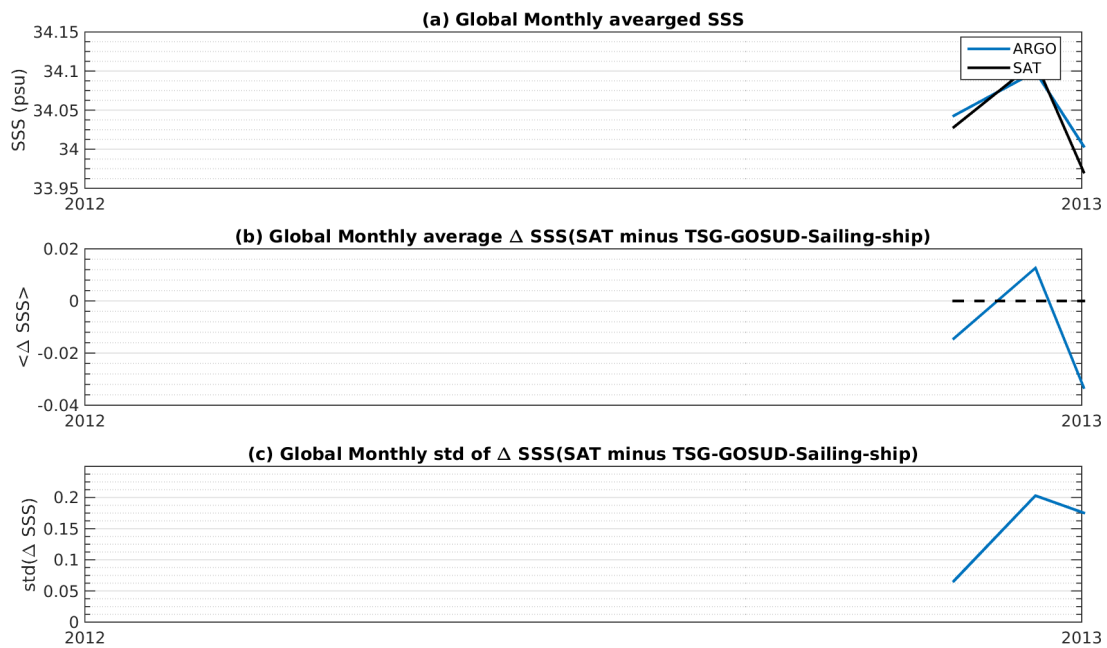 (a) Global Monthly avearged SSS
34.15
34.1
34.05
34
33.95
SSS (psu)
ARGO
SAT
2012
2013
(b) Global Monthly average Δ SSS(SAT minus TSG-GOSUD-Sailing-ship)
0.02
0
-0.02
-0.04
<Δ SSS>
2012
2013
(c) Global Monthly std of Δ SSS(SAT minus TSG-GOSUD-Sailing-ship)
0.2
0.15
0.1
0.05
0
std(Δ SSS)
2012
2013